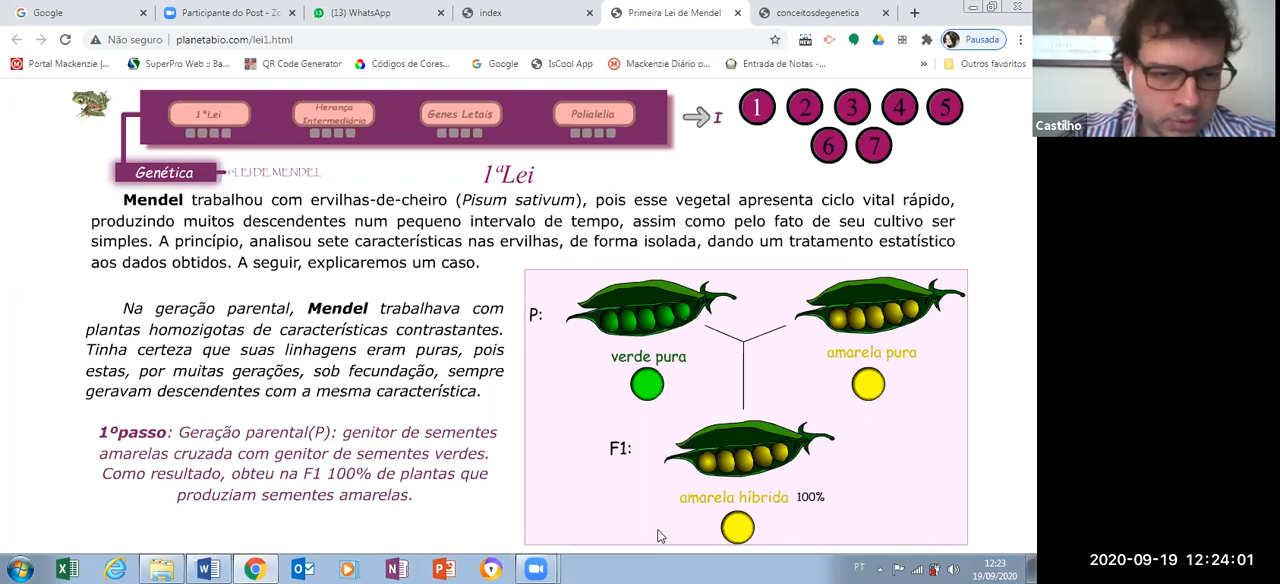 Google
Participante do Post - Zo
(13) WhatsApp
index
Primeira Lei de Mendel
conceitosdegenetica
Não seguro | planetabio.com/lei1.html
Pausada
Portal Mackenzie |...
SuperPro Web :: Ba...
QR Code Generator
Códigos de Cores...
Google
IsCool App
Mackenzie Diário o...
Entrada de Notas -...
»
Outros favoritos
Castilho
1ªLei
Herança
Intermediária
Genes Letais
Polialelia
I
1 2 3 4 5
6 7
Genética
1ª LEI DE MENDEL
1ªLei
Mendel trabalhou com ervilhas-de-cheiro (Pisum sativum), pois esse vegetal apresenta ciclo vital rápido,
produzindo muitos descendentes num pequeno intervalo de tempo, assim como pelo fato de seu cultivo ser
simples. A princípio, analisou sete características nas ervilhas, de forma isolada, dando um tratamento estatístico
aos dados obtidos. A seguir, explicaremos um caso.
Na geração parental, Mendel trabalhava com
plantas homozigotas de características contrastantes.
Tinha certeza que suas linhagens eram puras, pois
estas, por muitas gerações, sob fecundação, sempre
geravam descendentes com a mesma característica.
1ºpasso: Geração parental(P): genitor de sementes
amarelas cruzada com genitor de sementes verdes.
Como resultado, obteu na F1 100% de plantas que
produziam sementes amarelas.
P:
verde pura
amarela pura
F1:
amarela híbrida 100%
PT
12:23
19/09/2020
2020-09-19 12:24:01